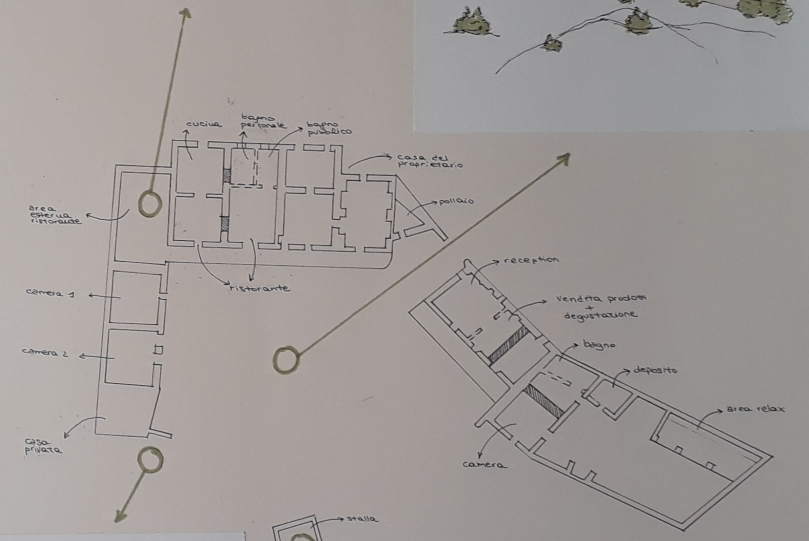 cucina
bagno
personale
bagno
pubblico
casa del
proprietario
pollaio
area
esterna
ristorante
ristorante
camera 1
camera 2
casa
privata
reception
vendita prodotti
+
degustazione
bagno
deposito
area relax
camera
stalla